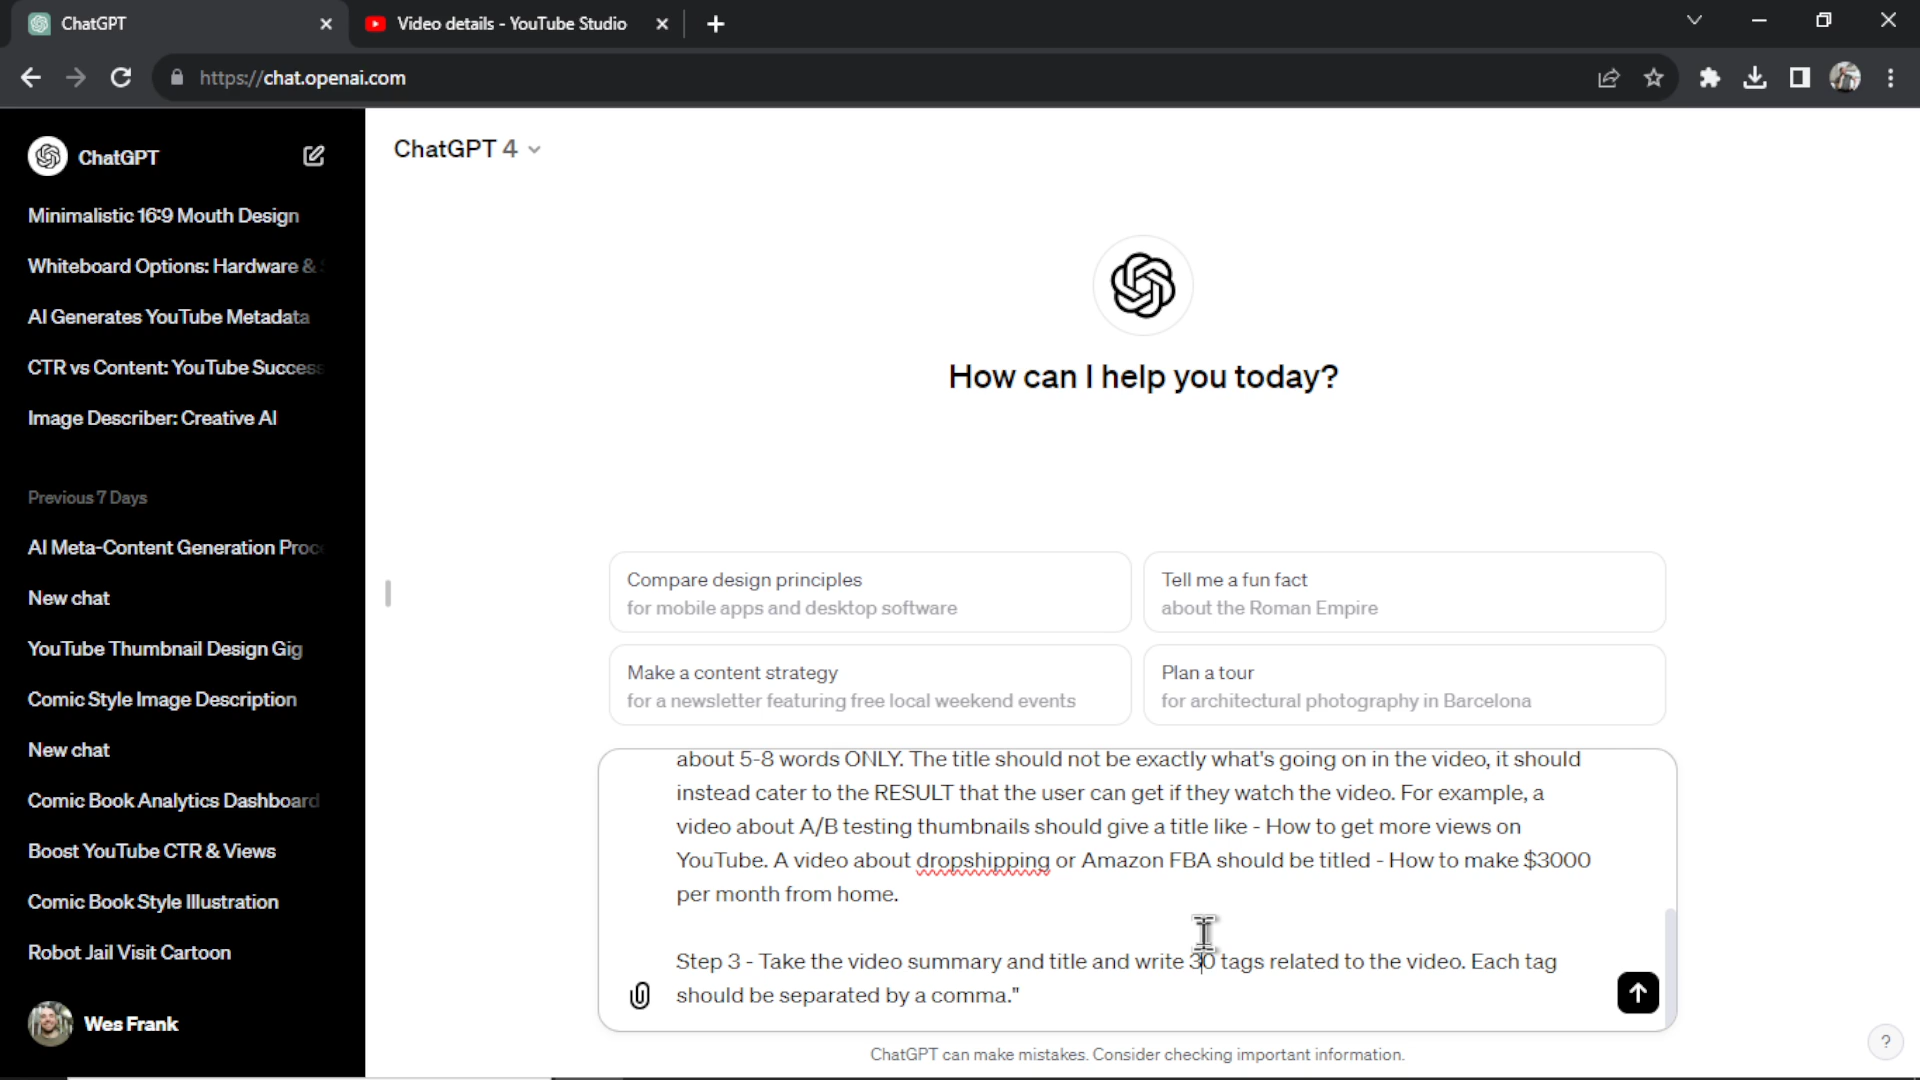 ChatGPT
Video details - YouTube Studio
https://chat.openai.com
ChatGPT
Minimalistic 16:9 Mouth Design
Whiteboard Options: Hardware &
AI Generates YouTube Metadata
CTR vs Content: YouTube Success
Image Describer: Creative AI
Previous 7 Days
AI Meta-Content Generation Proc
New chat
YouTube Thumbnail Design Gig
Comic Style Image Description
New chat
Comic Book Analytics Dashboard
Boost YouTube CTR & Views
Comic Book Style Illustration
Robot Jail Visit Cartoon
Wes Frank
ChatGPT 4
How can I help you today?
Compare design principles
for mobile apps and desktop software
Tell me a fun fact
about the Roman Empire
Make a content strategy
for a newsletter featuring free local weekend events
Plan a tour
for architectural photography in Barcelona
about 5-8 words ONLY. The title should not be exactly what's going on in the video, it should
instead cater to the RESULT that the user can get if they watch the video. For example, a
video about A/B testing thumbnails should give a title like - How to get more views on
YouTube. A video about dropshipping or Amazon FBA should be titled - How to make $3000
per month from home.
Step 3 - Take the video summary and title and write 30 tags related to the video. Each tag
should be separated by a comma."
ChatGPT can make mistakes. Consider checking important information.
?